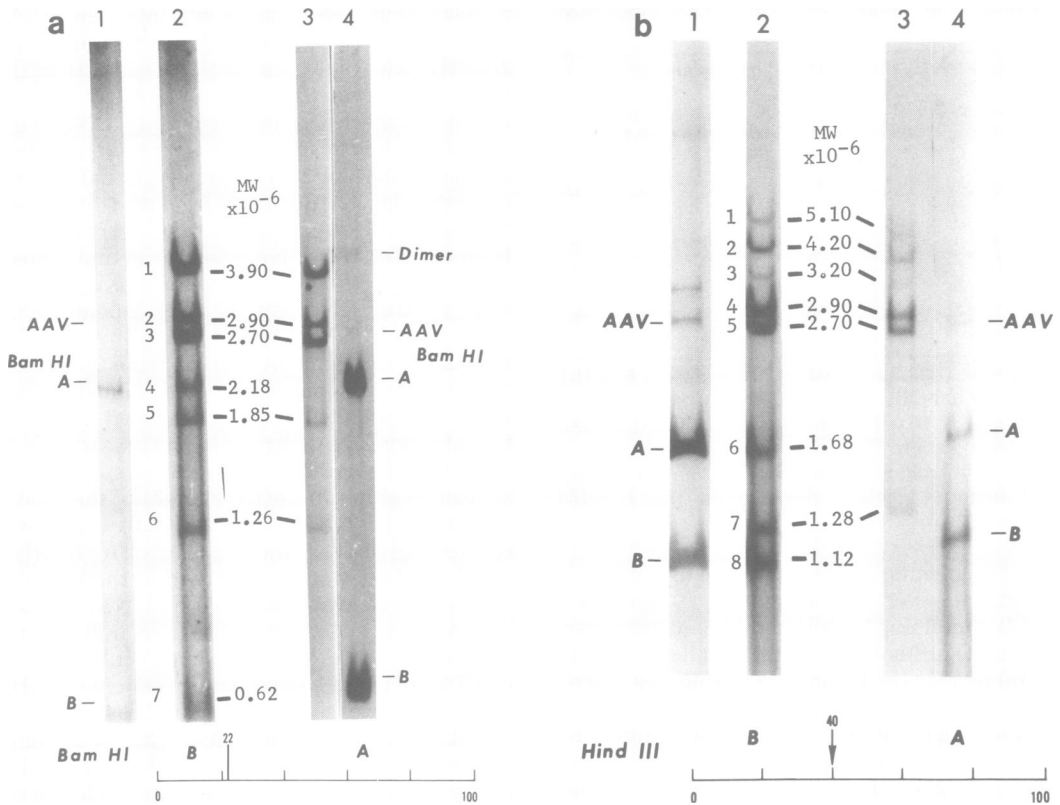 a
1 2 3 4
MW
x10-6
1 3.90 Dimer
2 2.90
AAV AAV
3 2.70
Bam HI Bam HI
A 4 2.18 A
5 1.85
6 1.26
B
7 0.62
B
22
Bam HI B A
0 100
b
1 2 3 4
MW
x10-6
1 5.10
2 4.20
3 3.20
4 2.90
AAV 5 2.70 AAV
A
A 6 1.68
7 1.28
B
B 8 1.12
40
Hind III B A
0 100